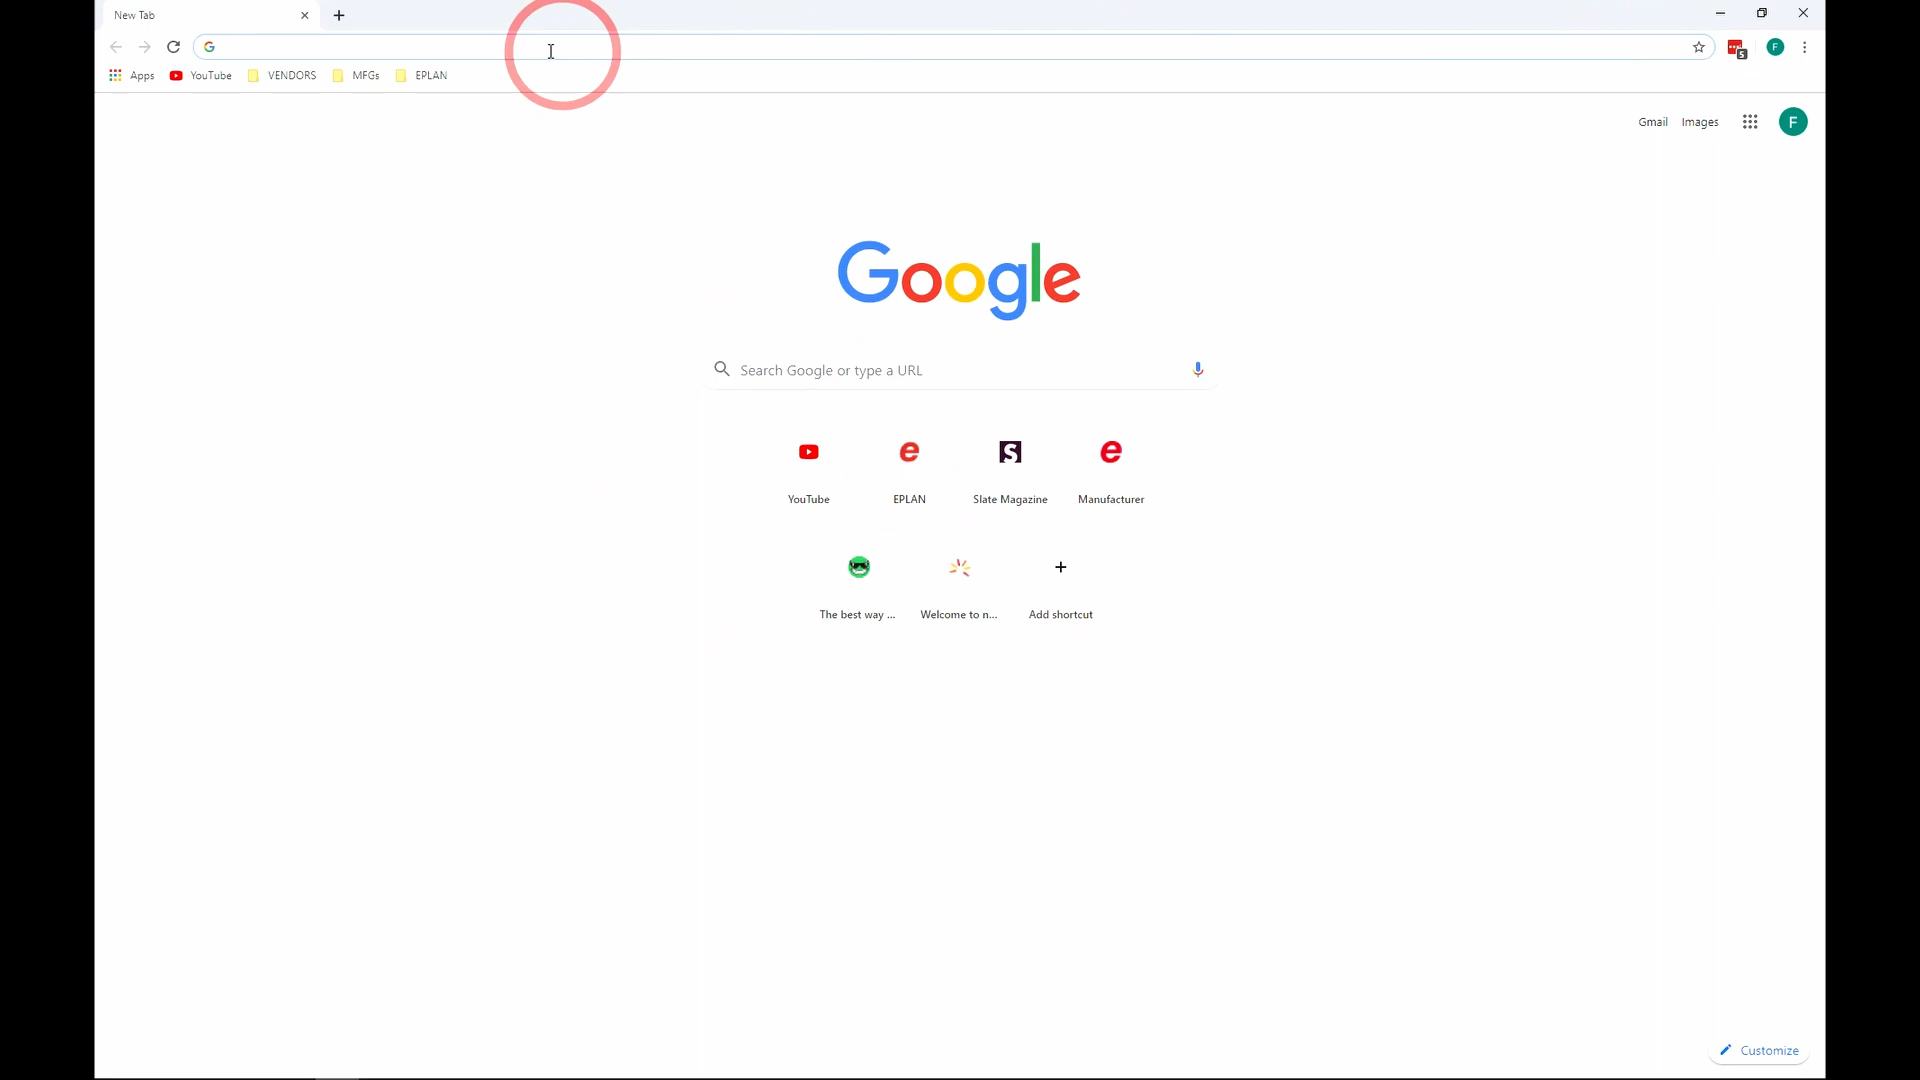 New Tab
Apps YouTube VENDORS MFGs EPLAN
5
F
Gmail Images F
Google
Search Google or type a URL
YouTube EPLAN Slate Magazine Manufacturer
The best way ... Welcome to n... Add shortcut
Customize